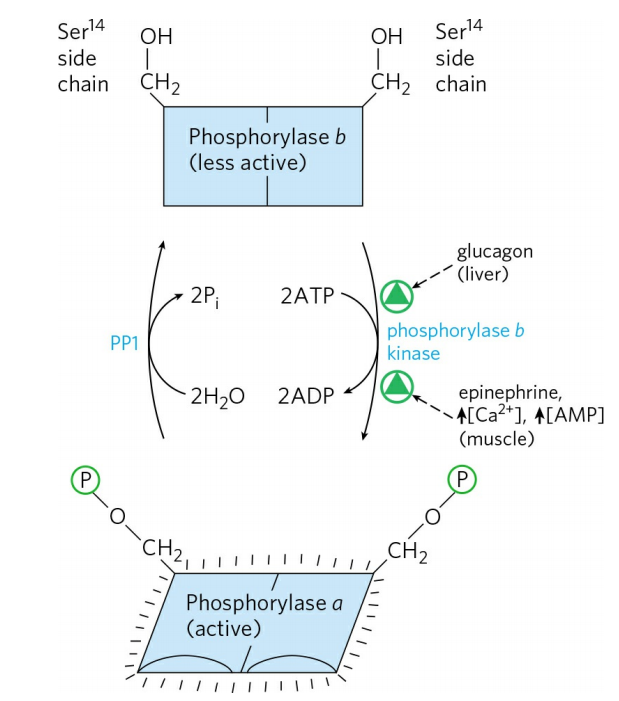 Ser¹⁴
side
chain
OH
CH₂
OH
CH₂
Ser¹⁴
side
chain
Phosphorylase b
(less active)
glucagon
(liver)
2Pᵢ
2ATP
PP1
phosphorylase b
kinase
2H₂O
2ADP
epinephrine,
[Ca²⁺], [AMP]
(muscle)
P
O
CH₂
P
O
CH₂
Phosphorylase a
(active)